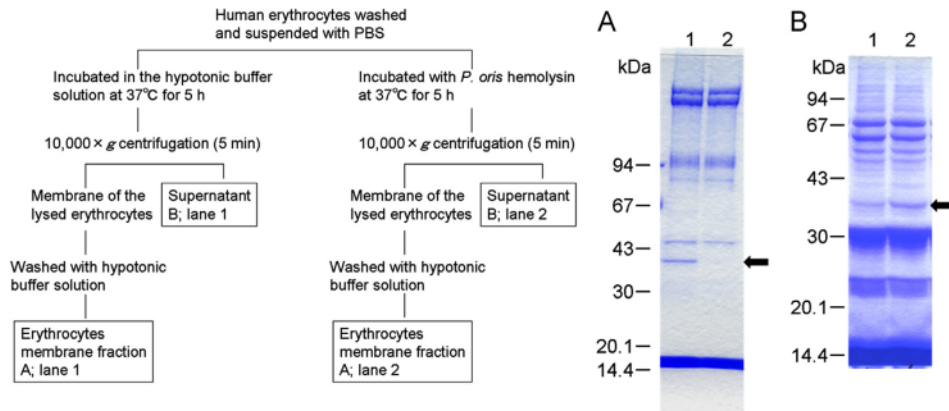 Human erythrocytes washed
and suspended with PBS
Incubated in the hypotonic buffer
solution at 37°C for 5 h
10,000 × g centrifugation (5 min)
Membrane of the
lysed erythrocytes
Supernatant
B; lane 1
Washed with hypotonic
buffer solution
Erythrocytes
membrane fraction
A; lane 1
Incubated with P. oris hemolysin
at 37°C for 5 h
10,000 × g centrifugation (5 min)
Membrane of the
lysed erythrocytes
Supernatant
B; lane 2
Washed with hypotonic
buffer solution
Erythrocytes
membrane fraction
A; lane 2
A
1 2
kDa
94
67
43
30
20.1
14.4
B
1 2
kDa
94
67
43
30
20.1
14.4